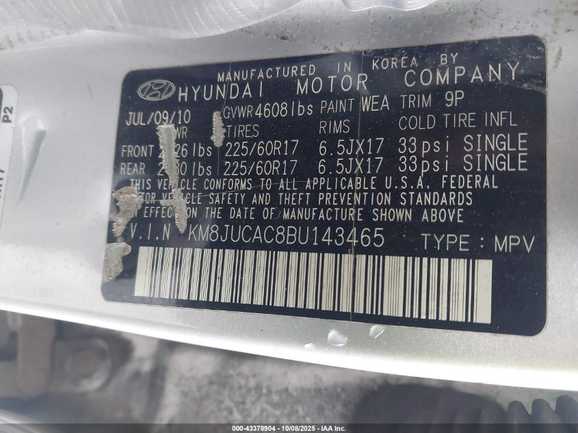 P2
MANUFACTURED IN KOREA BY
HYUNDAI MOTOR COMPANY
JUL/09/10 GVWR4608lbs PAINT WEA TRIM 9P
TIRES RIMS COLD TIRE INFL
FRONT 225/60R17 6.5JX17 33psi SINGLE
REAR 225/60R17 6.5JX17 33psi SINGLE
THIS VEHICLE CONFORMS TO ALL APPLICABLE U.S.A. FEDERAL
MOTOR VEHICLE SAFETY AND THEFT PREVENTION STANDARDS
IN EFFECT ON THE DATE OF MANUFACTURE SHOWN ABOVE
V.I.N KM8JUCAC8BU143465 TYPE : MPV
000-43378904 | 10/08/2025 | IAA Inc.